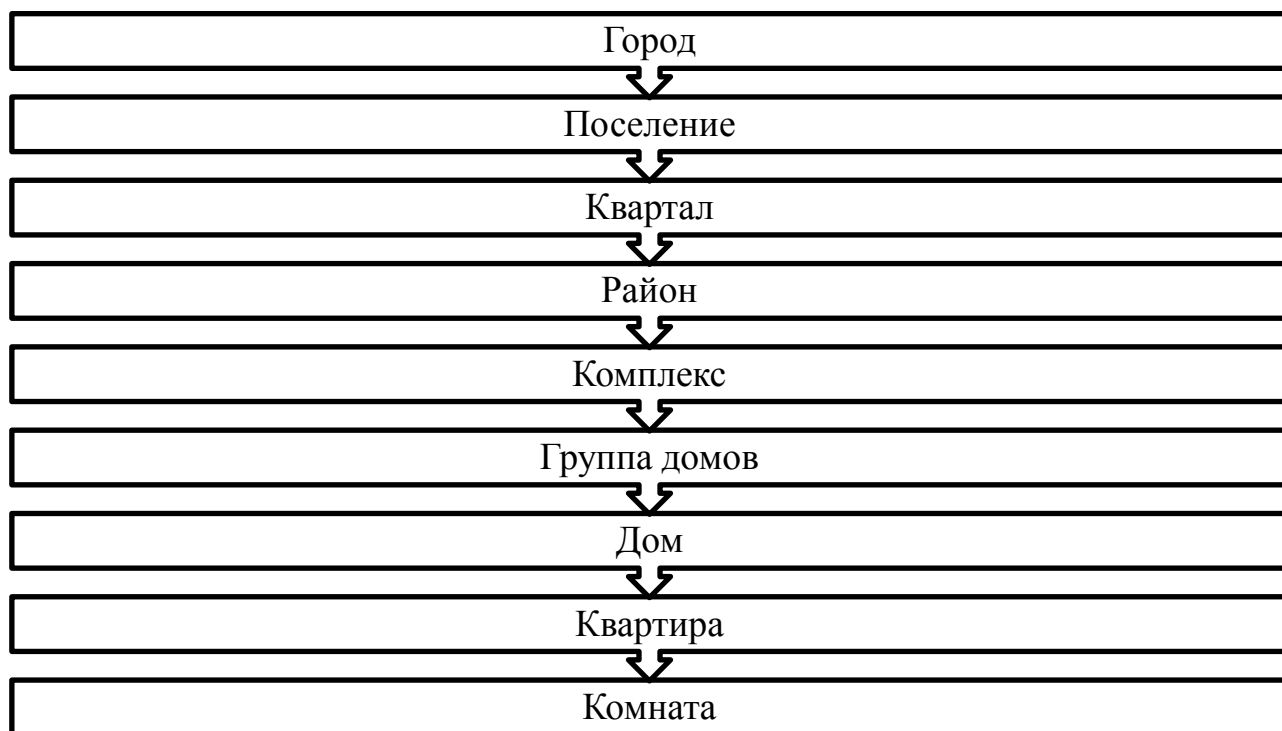 Город
Поселение
Квартал
Район
Комплекс
Группа домов
Дом
Квартира
Комната